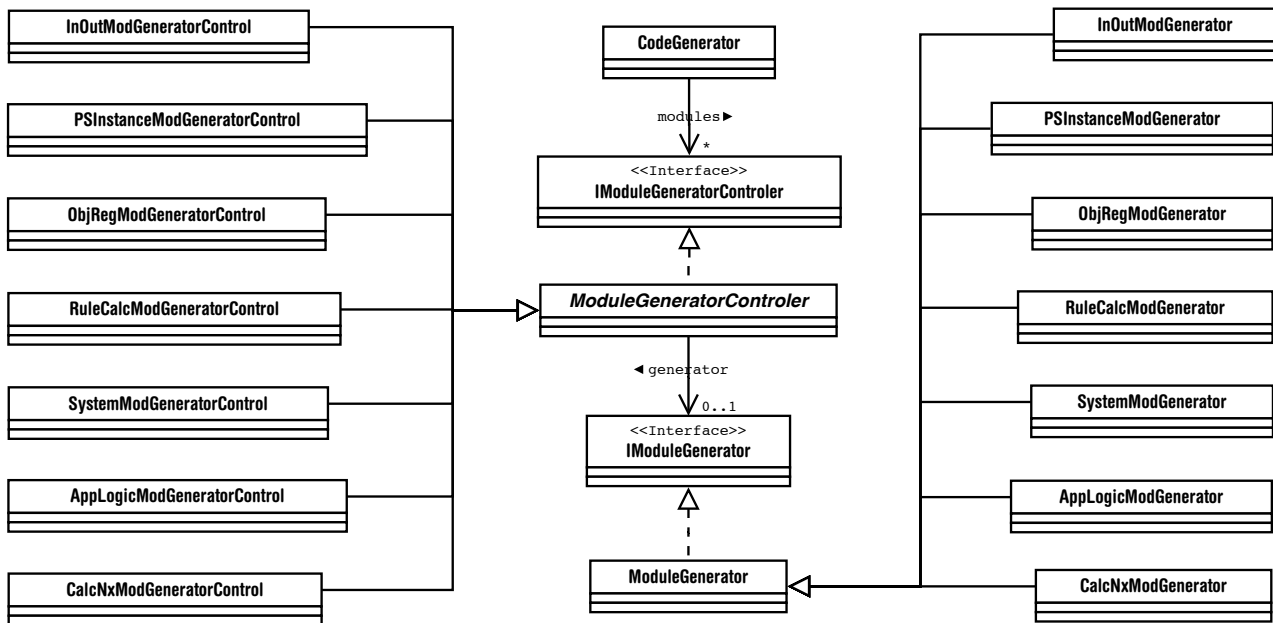 InOutModGeneratorControl
PSInstanceModGeneratorControl
ObjRegModGeneratorControl
RuleCalcModGeneratorControl
SystemModGeneratorControl
AppLogicModGeneratorControl
CalcNxModGeneratorControl
CodeGenerator
modules►
*
<<Interface>>
IModuleGeneratorControler
ModuleGeneratorControler
◄ generator
0..1
<<Interface>>
IModuleGenerator
ModuleGenerator
InOutModGenerator
PSInstanceModGenerator
ObjRegModGenerator
RuleCalcModGenerator
SystemModGenerator
AppLogicModGenerator
CalcNxModGenerator